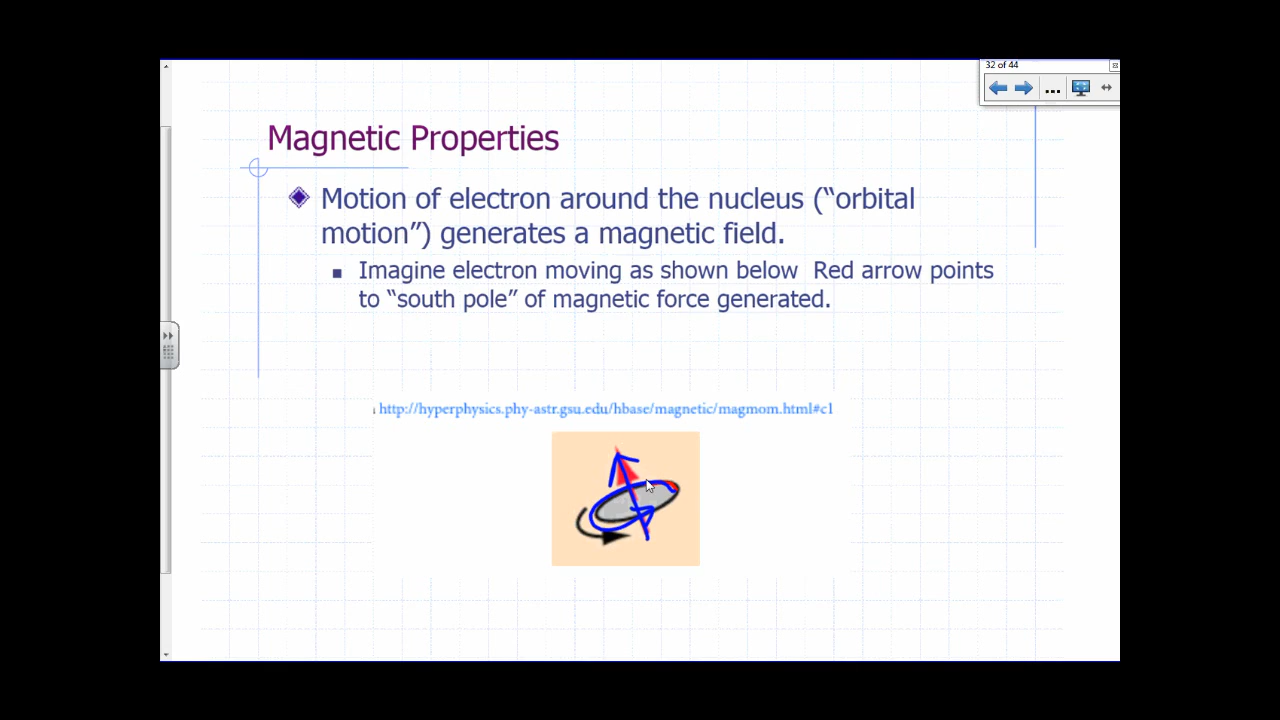 32 of 44
Magnetic Properties
Motion of electron around the nucleus (“orbital
motion”) generates a magnetic field.
Imagine electron moving as shown below  Red arrow points
to “south pole” of magnetic force generated.
http://hyperphysics.phy-astr.gsu.edu/hbase/magnetic/magmom.html#c1